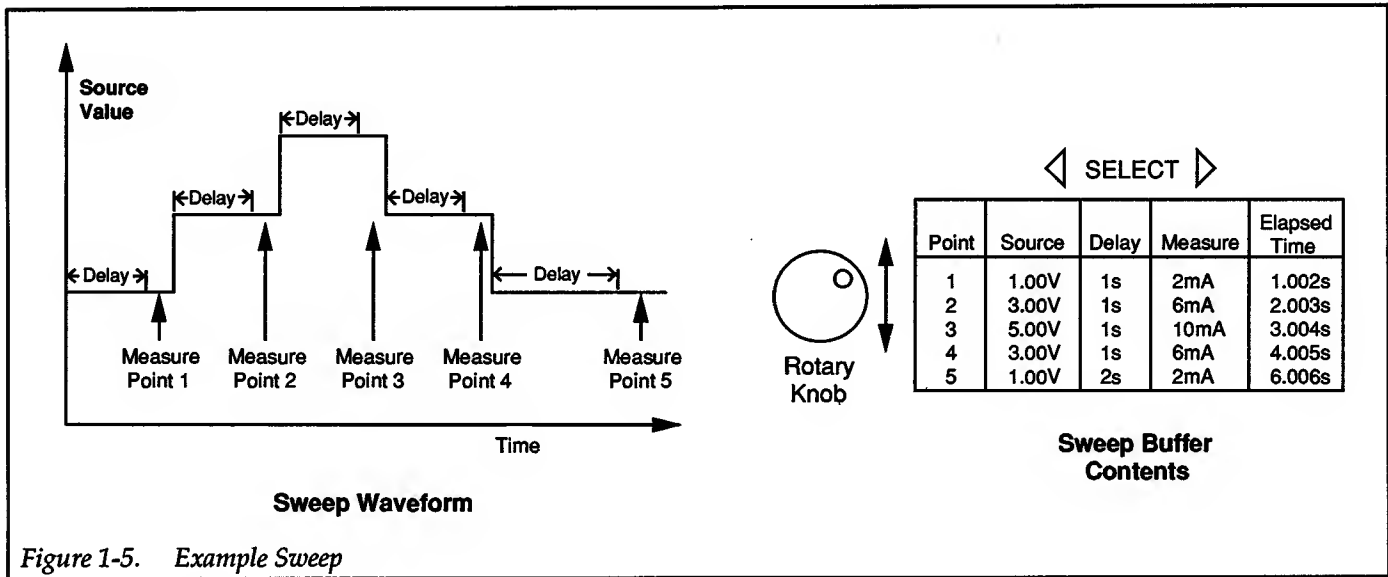 Source
Value
Delay
Delay
Delay
Delay
Delay
Measure Point 1
Measure Point 2
Measure Point 3
Measure Point 4
Measure Point 5
Time
Sweep Waveform
SELECT
Rotary
Knob
Point Source Delay Measure Elapsed Time
1 1.00V 1s 2mA 1.002s
2 3.00V 1s 6mA 2.003s
3 5.00V 1s 10mA 3.004s
4 3.00V 1s 6mA 4.005s
5 1.00V 2s 2mA 6.006s
Sweep Buffer
Contents
Figure 1-5. Example Sweep